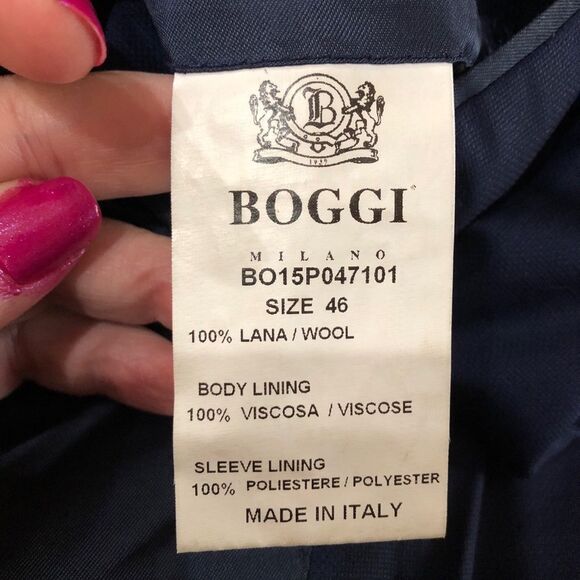 B
1939
BOGGI
MILANO
BO15P047101
SIZE 46
100% LANA / WOOL
BODY LINING
100% VISCOSA / VISCOSE
SLEEVE LINING
100% POLIESTERE / POLYESTER
MADE IN ITALY